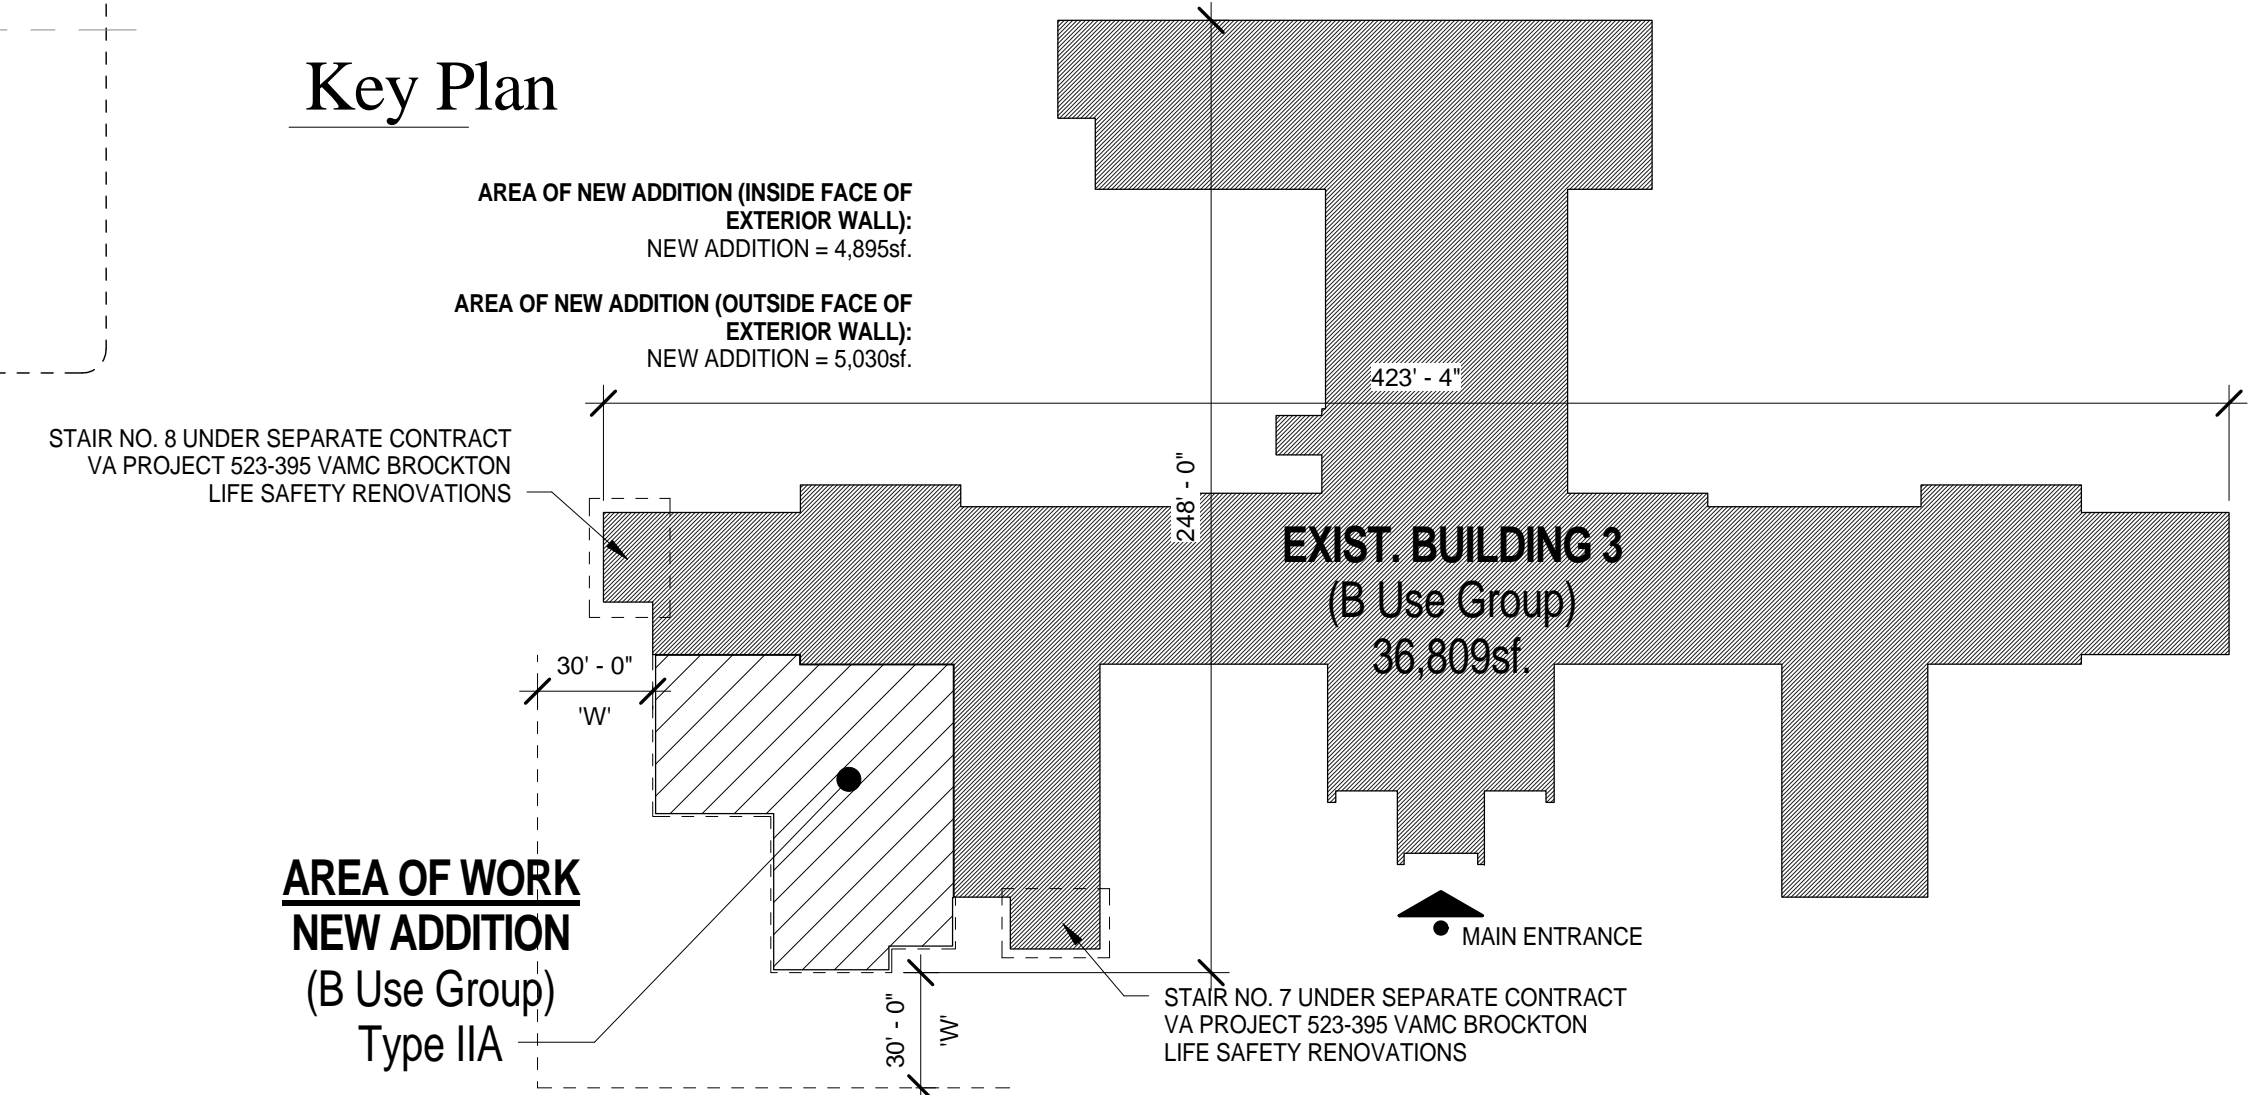 Key Plan
AREA OF NEW ADDITION (INSIDE FACE OF
EXTERIOR WALL):
NEW ADDITION = 4,895sf.
AREA OF NEW ADDITION (OUTSIDE FACE OF
EXTERIOR WALL):
NEW ADDITION = 5,030sf.
423' - 4"
STAIR NO. 8 UNDER SEPARATE CONTRACT
VA PROJECT 523-395 VAMC BROCKTON
LIFE SAFETY RENOVATIONS
248' - 0"
EXIST. BUILDING 3
(B Use Group)
36,809sf.
30' - 0"
'W'
AREA OF WORK
NEW ADDITION
(B Use Group)
Type IIA
MAIN ENTRANCE
30' - 0"
'W'
STAIR NO. 7 UNDER SEPARATE CONTRACT
VA PROJECT 523-395 VAMC BROCKTON
LIFE SAFETY RENOVATIONS